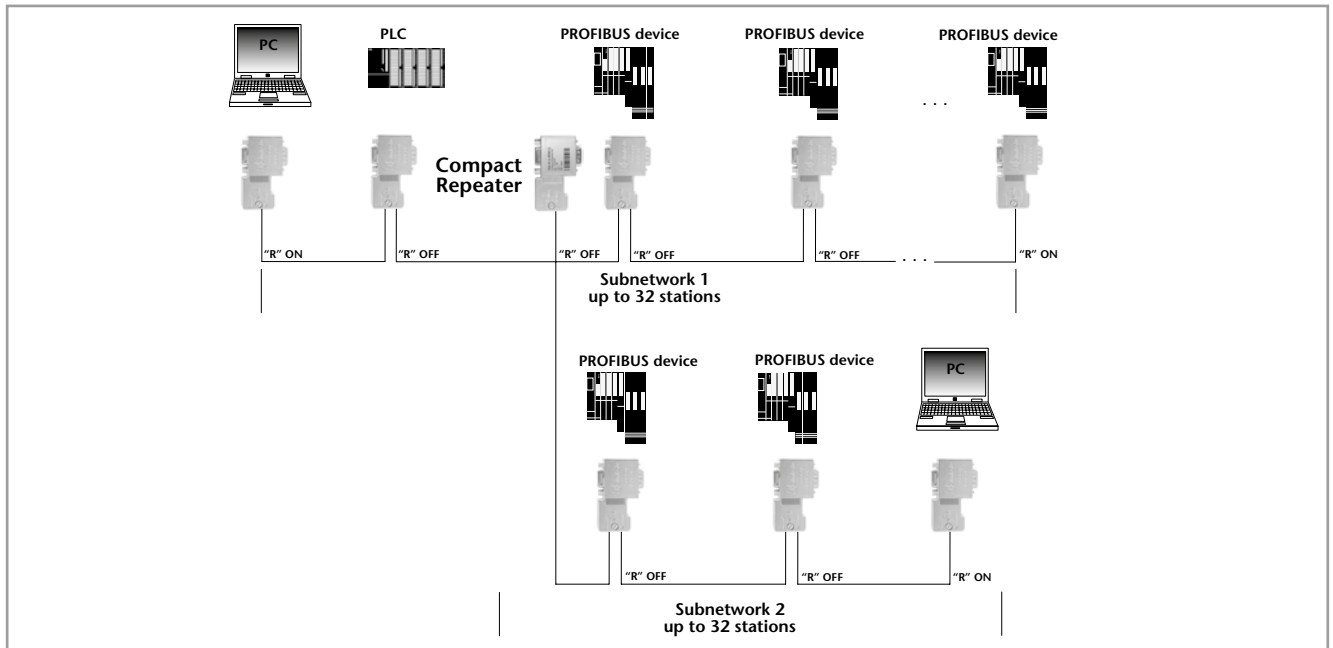 PC
PLC
PROFIBUS device
PROFIBUS device
PROFIBUS device
. . .
Compact
Repeater
“R” ON
“R” OFF
“R” OFF
“R” OFF
“R” OFF
. . .
“R” ON
Subnetwork 1
up to 32 stations
PROFIBUS device
PROFIBUS device
PC
“R” OFF
“R” OFF
“R” ON
Subnetwork 2
up to 32 stations